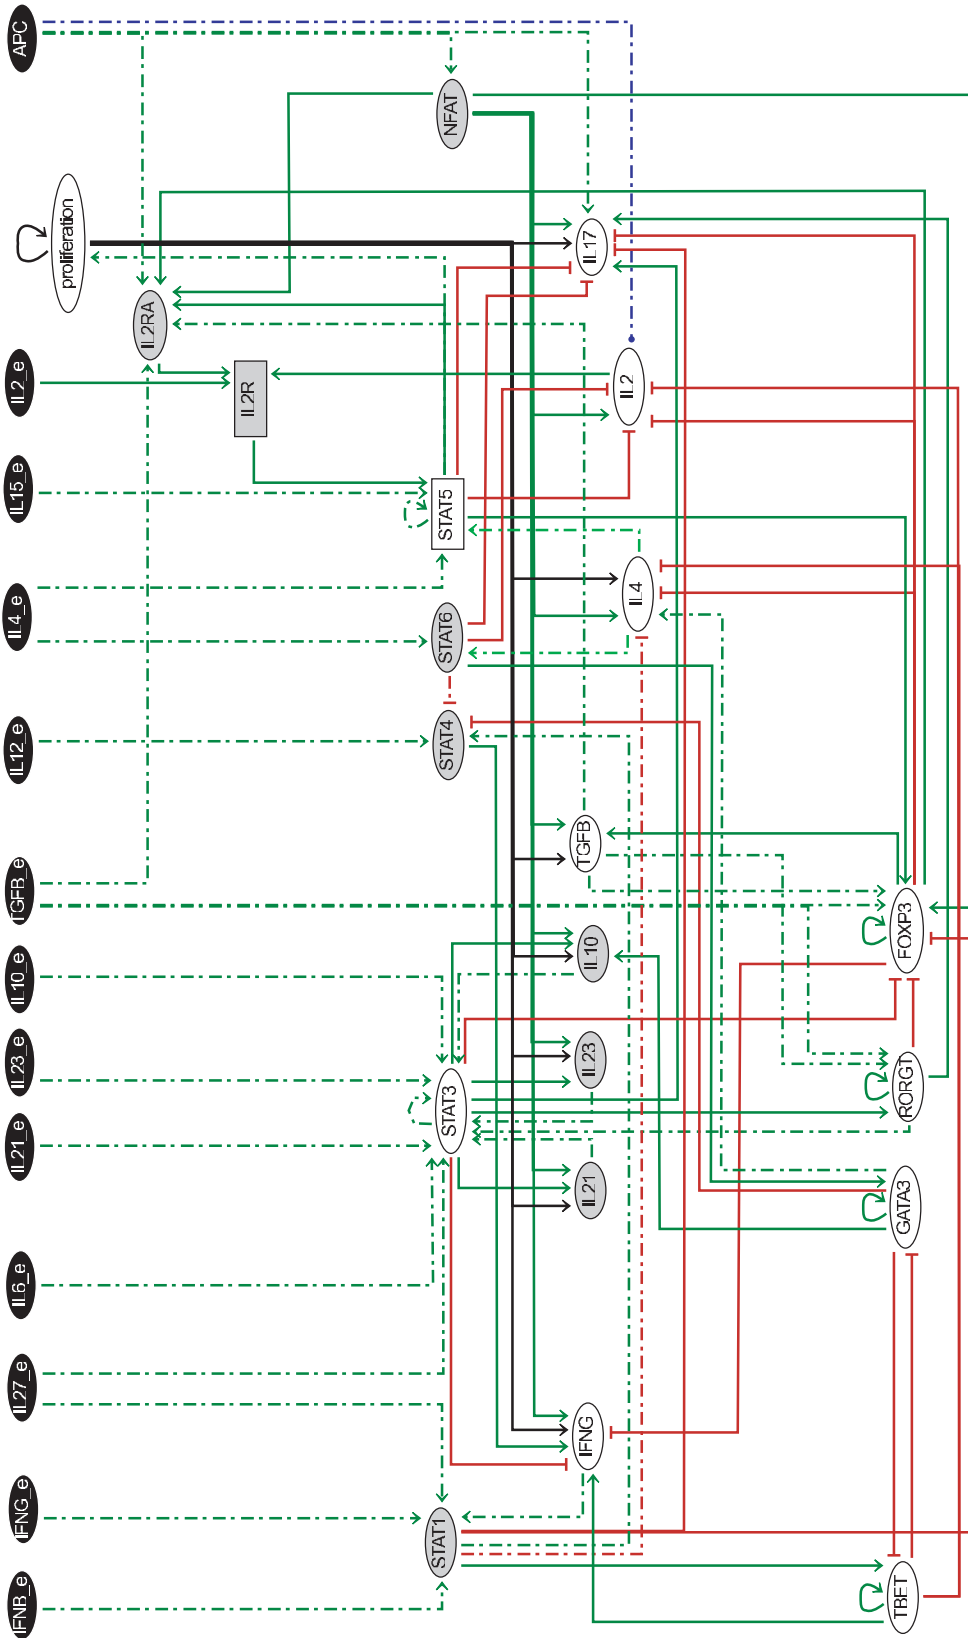 IFNB_e
IFNG_e
IL27_e
IL6_e
IL21_e
IL23_e
IL10_e
TGFB_e
IL12_e
IL4_e
IL15_e
IL2_e
APC
proliferation
IL2RA
IL2R
STAT1
STAT3
STAT4
STAT6
STAT5
NFAT
IFNG
IL21
IL23
IL10
TGFB
IL4
IL2
IL17
TBET
GATA3
RORGT
FOXP3